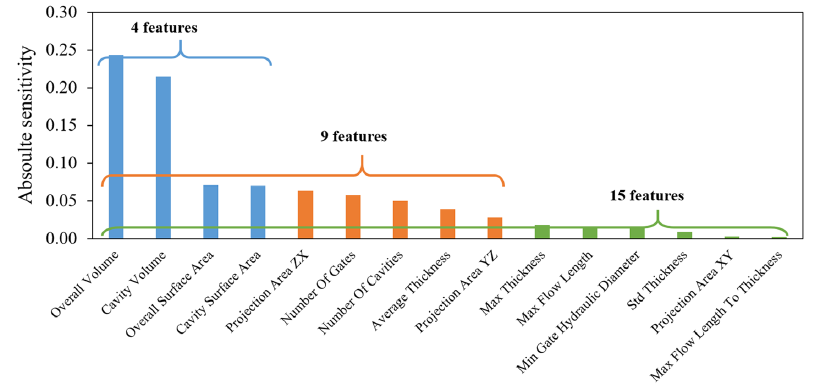 0.30
0.25
0.20
0.15
0.10
0.05
0.00
Absoulte sensitivity
4 features
9 features
15 features
Overall Volume
Cavity Volume
Overall Surface Area
Cavity Surface Area
Projection Area ZX
Number Of Gates
Number Of Cavities
Average Thickness
Projection Area YZ
Max Thickness
Max Flow Length
Min Gate Hydraulic Diameter
Std Thickness
Projection Area XY
Max Flow Length To Thickness